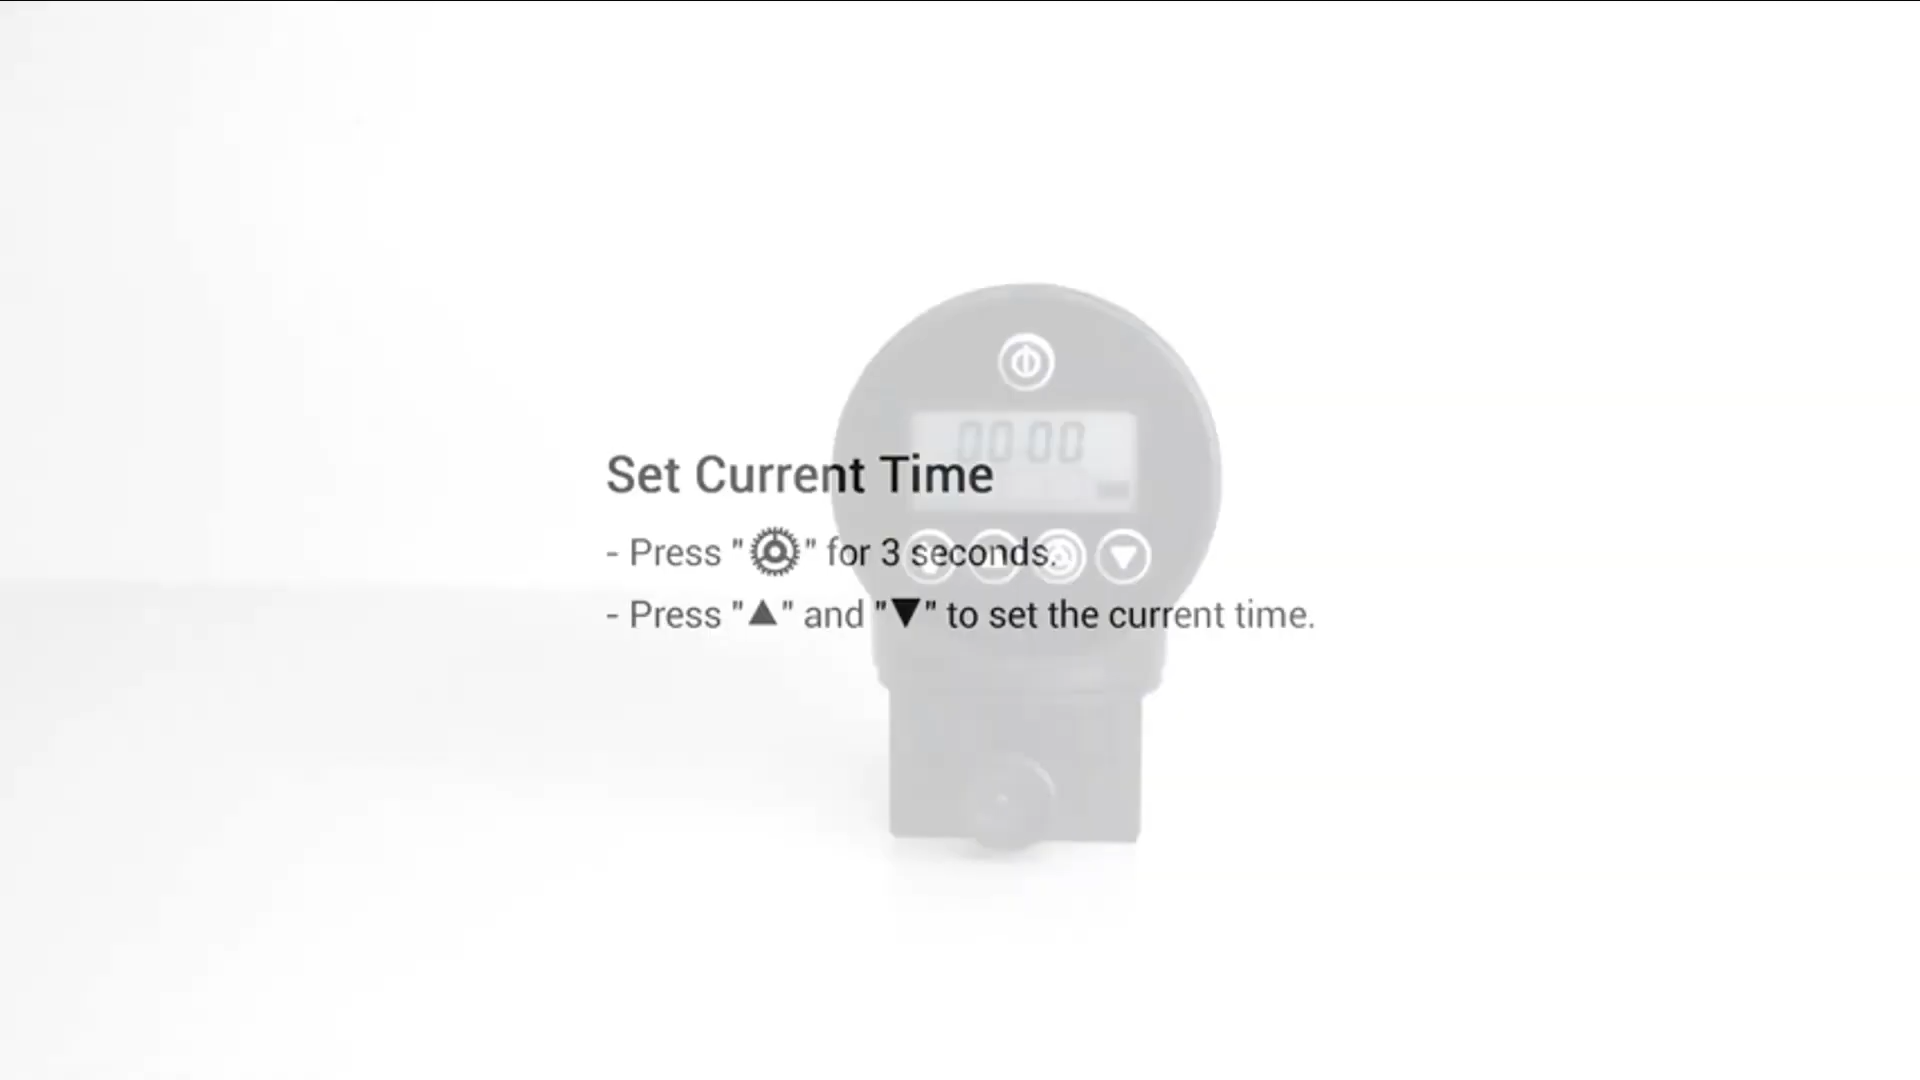 00:00
Set Current Time
- Press "⚙" for 3 seconds.
- Press "▲" and "▼" to set the current time.